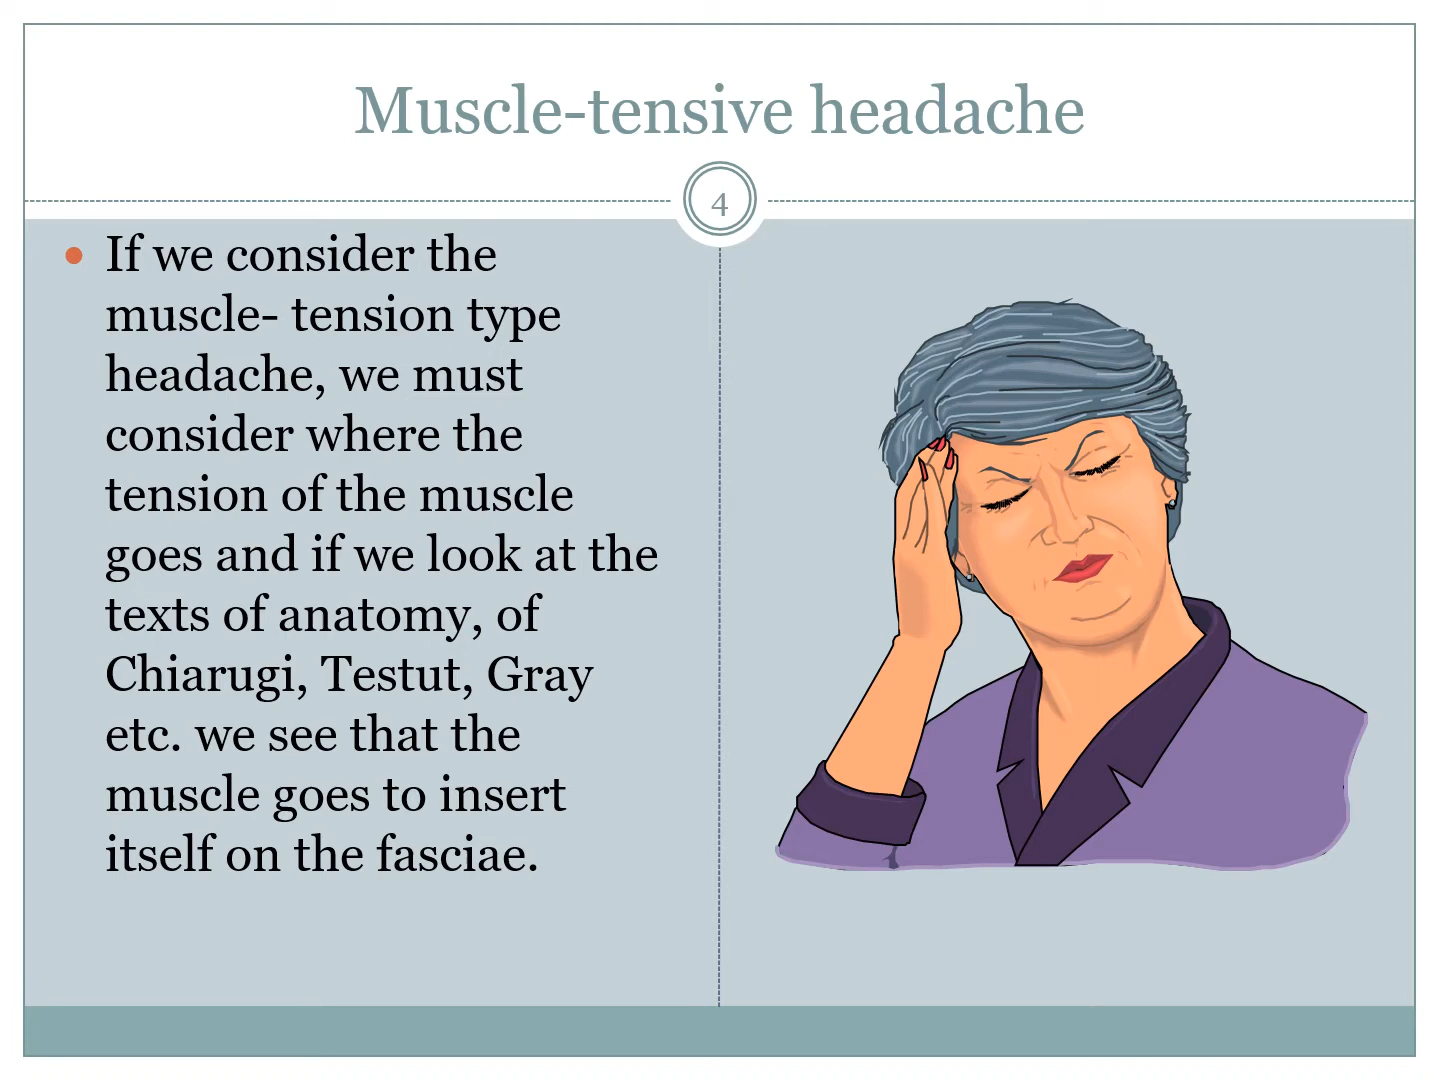 Muscle-tensive headache
4
• If we consider the
muscle- tension type
headache, we must
consider where the
tension of the muscle
goes and if we look at the
texts of anatomy, of
Chiarugi, Testut, Gray
etc. we see that the
muscle goes to insert
itself on the fasciae.